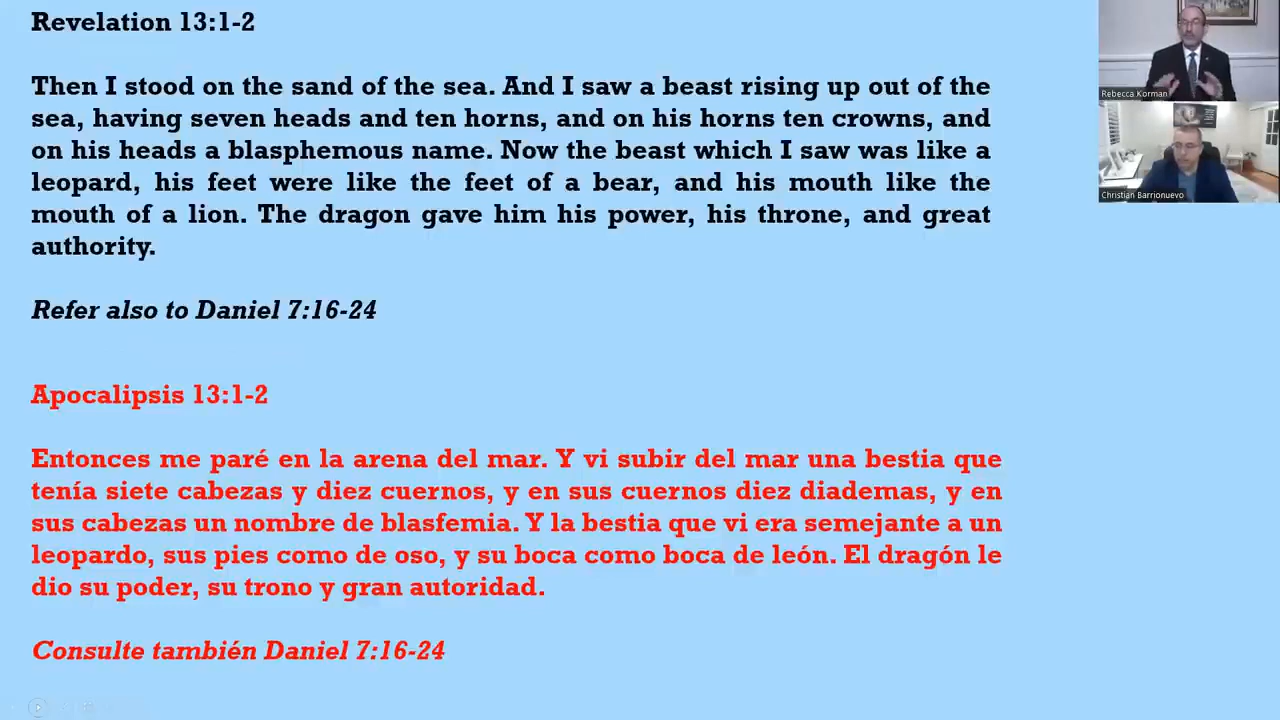 Revelation 13:1-2
Then I stood on the sand of the sea. And I saw a beast rising up out of the
sea, having seven heads and ten horns, and on his horns ten crowns, and
on his heads a blasphemous name. Now the beast which I saw was like a
leopard, his feet were like the feet of a bear, and his mouth like the
mouth of a lion. The dragon gave him his power, his throne, and great
authority.
Refer also to Daniel 7:16-24
Apocalipsis 13:1-2
Entonces me paré en la arena del mar. Y vi subir del mar una bestia que
tenía siete cabezas y diez cuernos, y en sus cuernos diez diademas, y en
sus cabezas un nombre de blasfemia. Y la bestia que vi era semejante a un
leopardo, sus pies como de oso, y su boca como boca de león. El dragón le
dio su poder, su trono y gran autoridad.
Consulte también Daniel 7:16-24
Rebecca Korman
Christian Barrionuevo